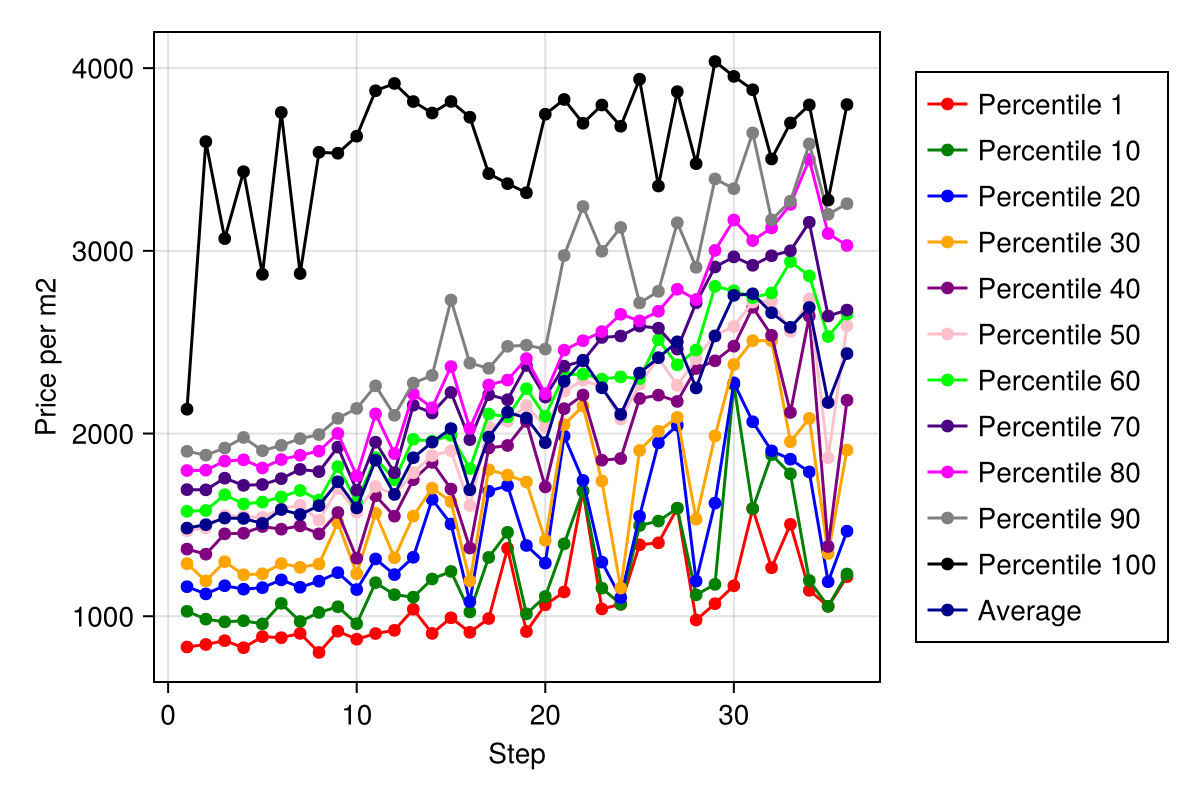 4000
3000
2000
1000
Price per m2
0 10 20 30
Step
Percentile 1
Percentile 10
Percentile 20
Percentile 30
Percentile 40
Percentile 50
Percentile 60
Percentile 70
Percentile 80
Percentile 90
Percentile 100
Average